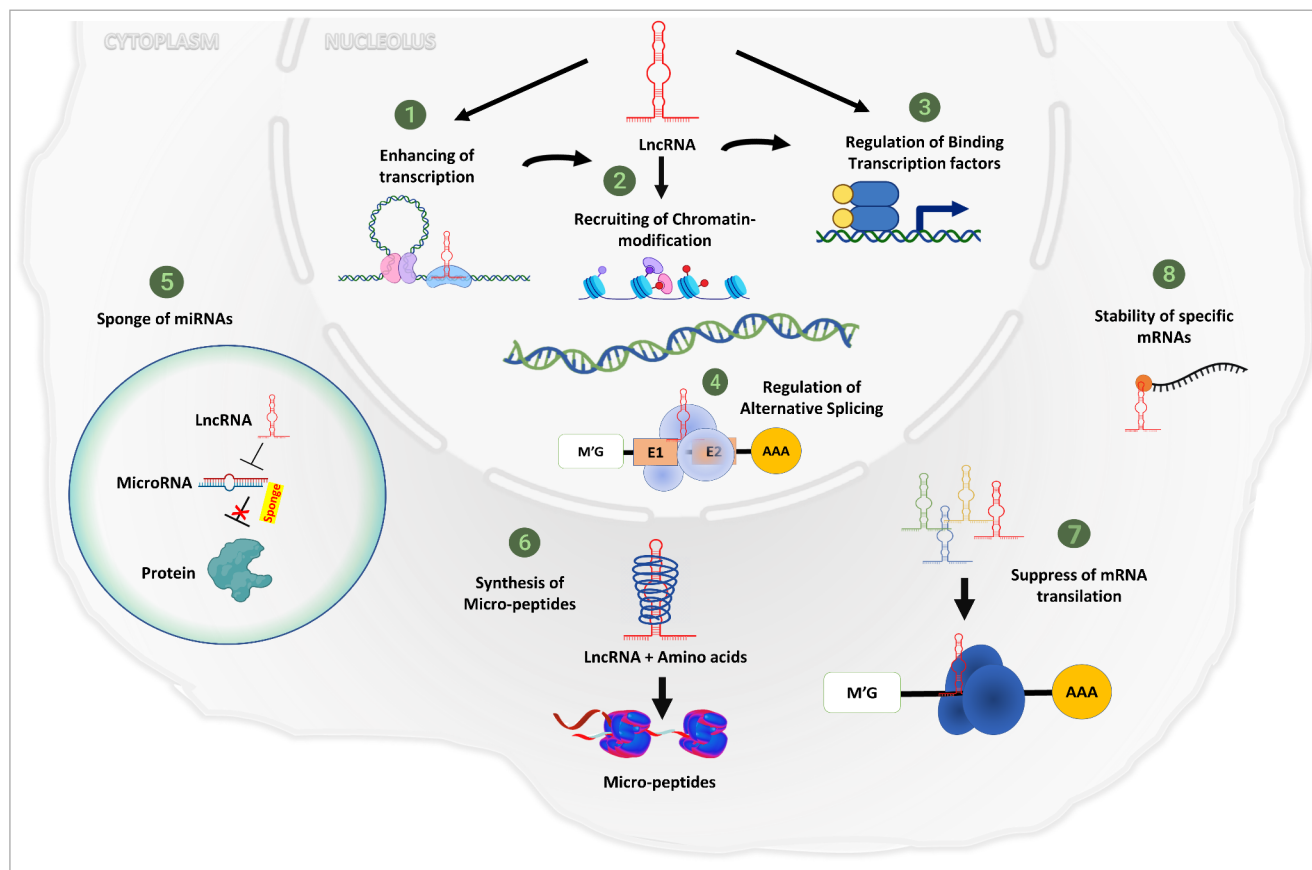 CYTOPLASM
NUCLEOLUS
LncRNA
1
Enhancing of
transcription
2
Recruiting of Chromatin-
modification
3
Regulation of Binding
Transcription factors
4
Regulation of
Alternative Splicing
M'G
E1
E2
AAA
5
Sponge of miRNAs
LncRNA
MicroRNA
Sponge
Protein
6
Synthesis of
Micro-peptides
LncRNA + Amino acids
Micro-peptides
7
Suppress of mRNA
transilation
M'G
AAA
8
Stability of specific
mRNAs